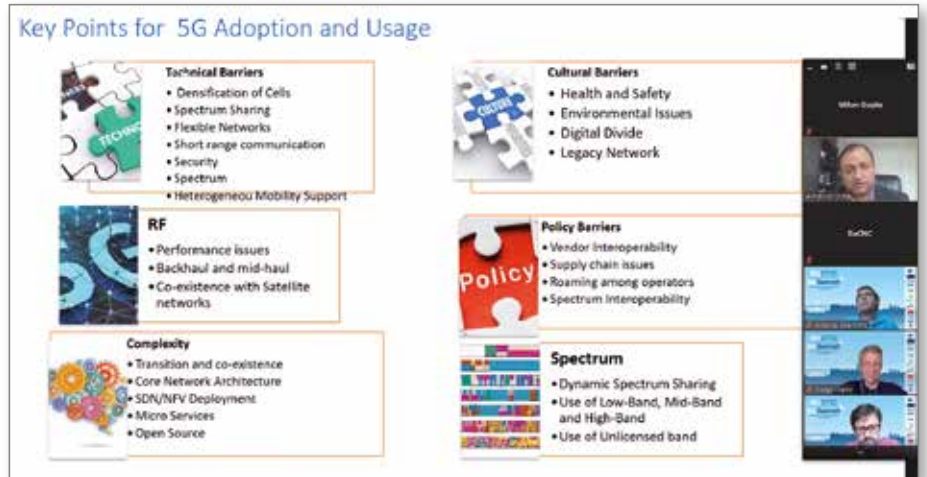 Key Points for 5G Adoption and Usage
Technical Barriers
• Densification of Cells
• Spectrum Sharing
• Flexible Networks
• Short range communication
• Security
• Spectrum
• Heterogeneou Mobility Support
TECHNO
RF
• Performance issues
• Backhaul and mid-haul
• Co-existence with Satellite
networks
5G
Complexity
• Transition and co-existence
• Core Network Architecture
• SDN/NFV Deployment
• Micro Services
• Open Source
Cultural Barriers
• Health and Safety
• Environmental Issues
• Digital Divide
• Legacy Network
CULTURE
Policy Barriers
• Vendor Interoperability
• Supply chain issues
• Roaming among operators
• Spectrum Interoperability
Policy
Spectrum
• Dynamic Spectrum Sharing
• Use of Low-Band, Mid-Band
and High-Band
• Use of Unlicensed band